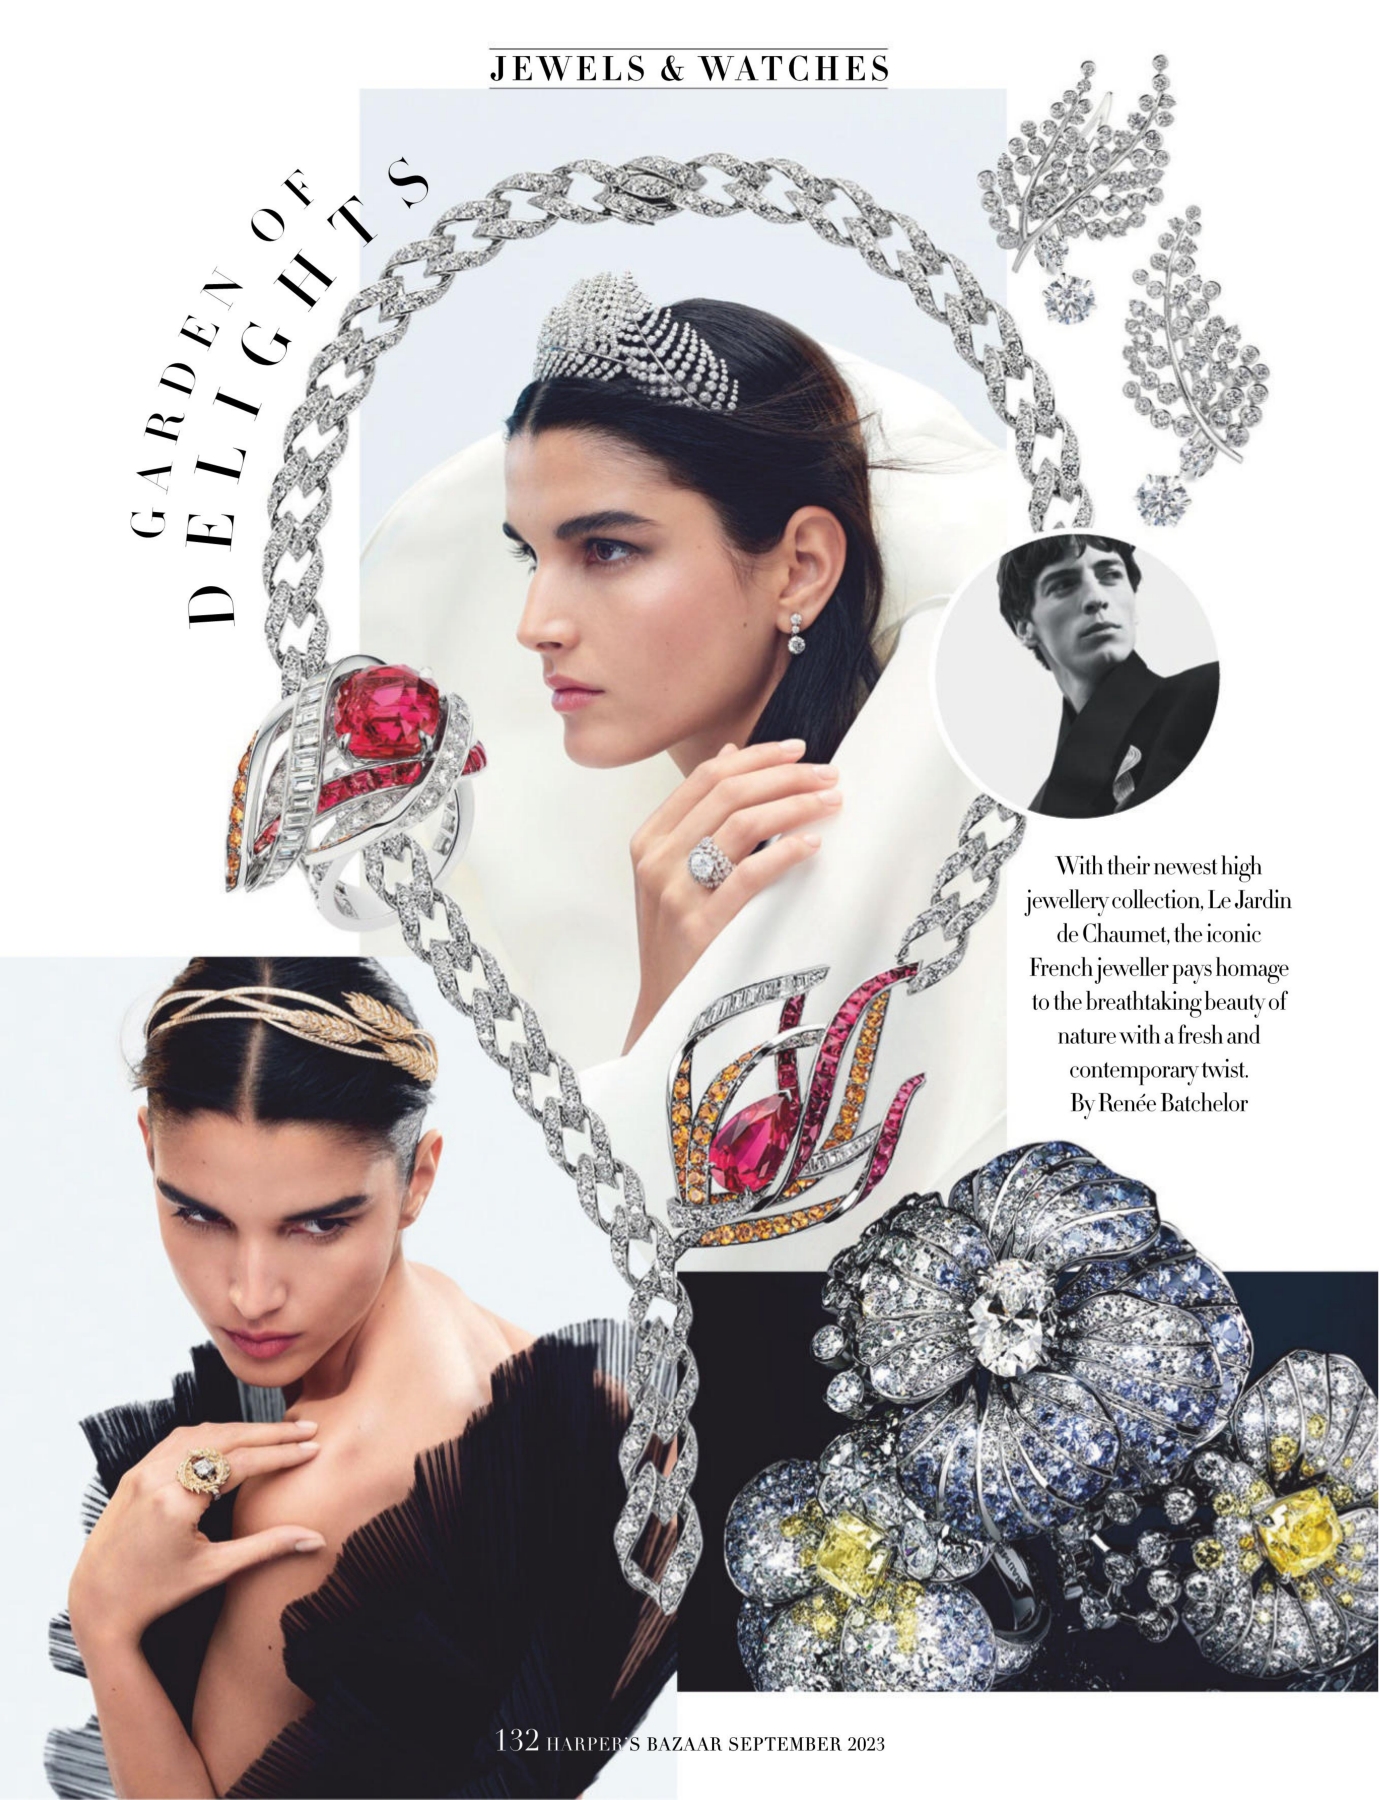 JEWELS & WATCHES
GARDEN OF
DELIGHTS
With their newest high
jewellery collection, Le Jardin
de Chaumet, the iconic
French jeweller pays homage
to the breathtaking beauty of
nature with a fresh and
contemporary twist.
By Renée Batchelor
132 HARPER'S BAZAAR SEPTEMBER 2023